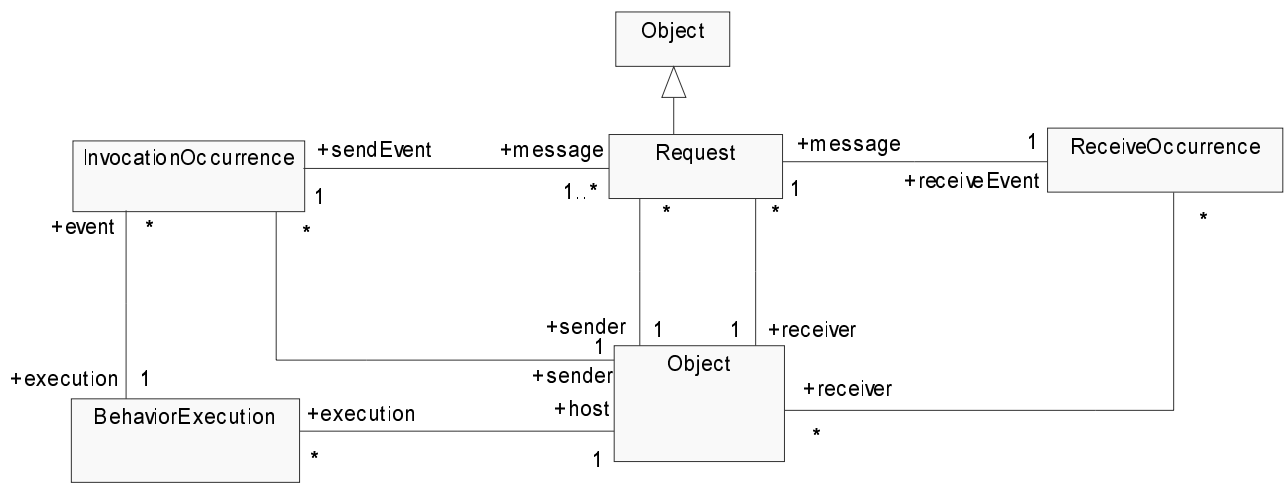 Object
InvocationOccurrence
+sendEvent
+message
Request
+message
1
ReceiveOccurrence
1
1..*
1
+receiveEvent
+event
*
*
*
*
*
+sender
1
1
+receiver
1
Object
+execution
1
+sender
+receiver
BehaviorExecution
+execution
+host
*
*
1